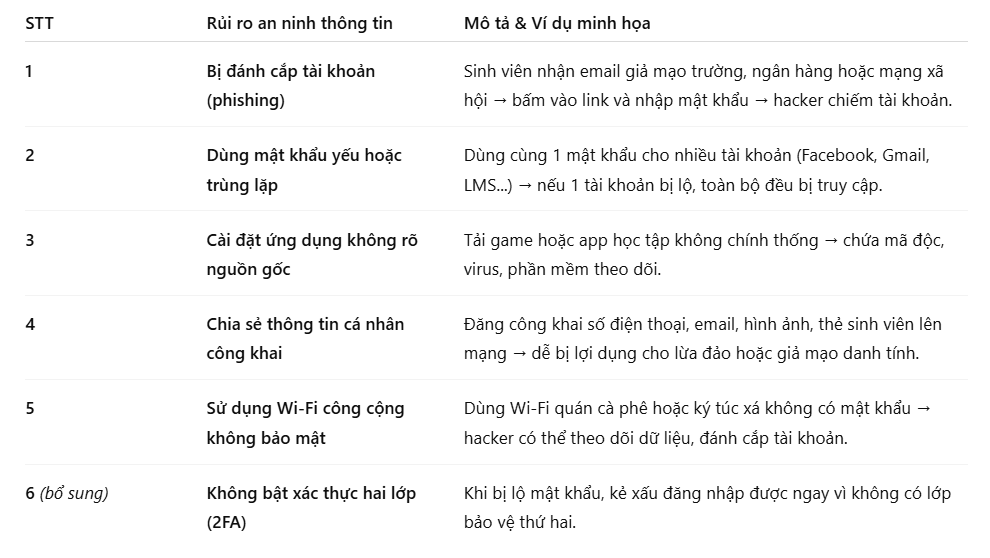 STT Rủi ro an ninh thông tin Mô tả & Ví dụ minh họa
1 Bị đánh cắp tài khoản Sinh viên nhận email giả mạo trường, ngân hàng hoặc mạng xã
(phishing) hội → bấm vào link và nhập mật khẩu → hacker chiếm tài khoản.
2 Dùng mật khẩu yếu hoặc Dùng cùng 1 mật khẩu cho nhiều tài khoản (Facebook, Gmail,
trùng lặp LMS...) → nếu 1 tài khoản bị lộ, toàn bộ đều bị truy cập.
3 Cài đặt ứng dụng không rõ Tải game hoặc app học tập không chính thống → chứa mã độc,
nguồn gốc virus, phần mềm theo dõi.
4 Chia sẻ thông tin cá nhân Đăng công khai số điện thoại, email, hình ảnh, thẻ sinh viên lên
công khai mạng → dễ bị lợi dụng cho lừa đảo hoặc giả mạo danh tính.
5 Sử dụng Wi-Fi công cộng Dùng Wi-Fi quán cà phê hoặc ký túc xá không có mật khẩu →
không bảo mật hacker có thể theo dõi dữ liệu, đánh cắp tài khoản.
6 (bổ sung) Không bật xác thực hai lớp Khi bị lộ mật khẩu, kẻ xấu đăng nhập được ngay vì không có lớp
(2FA) bảo vệ thứ hai.